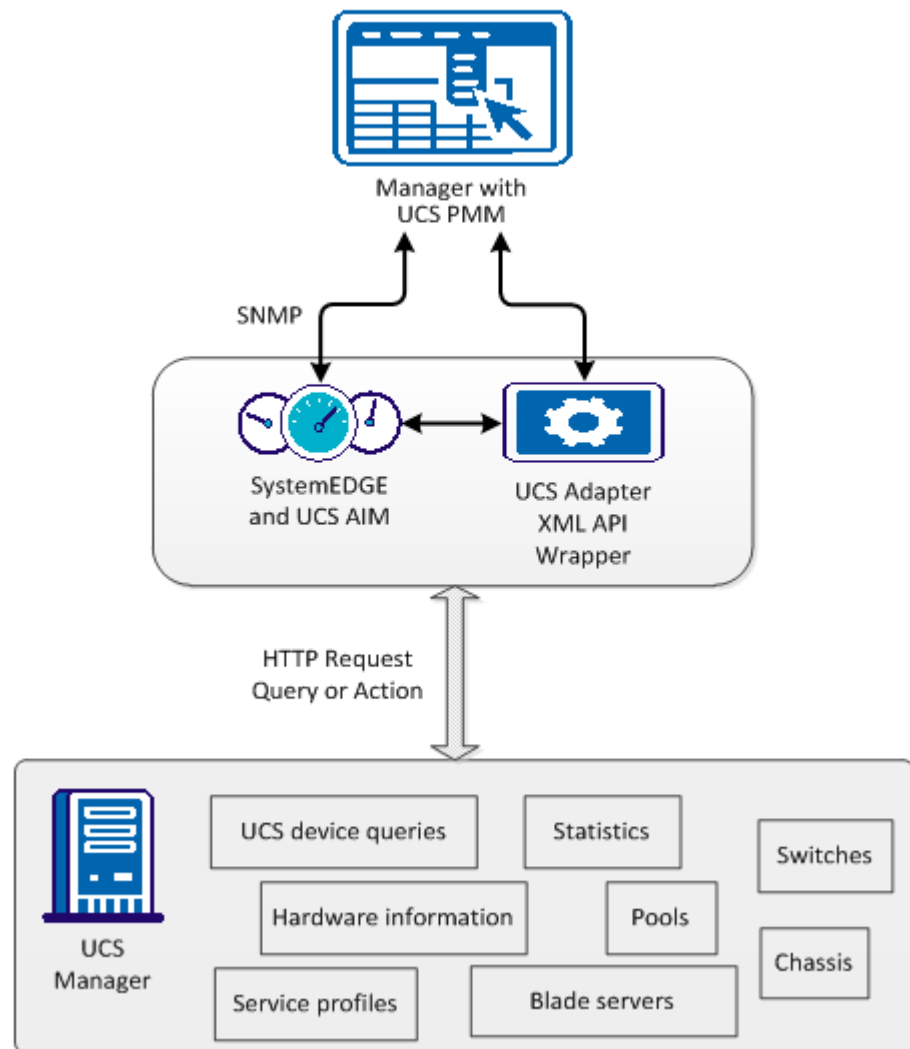 Manager with
UCS PMM
SNMP
SystemEDGE
and UCS AIM
UCS Adapter
XML API
Wrapper
HTTP Request
Query or Action
UCS device queries
Statistics
Switches
Hardware information
Pools
UCS
Manager
Chassis
Service profiles
Blade servers